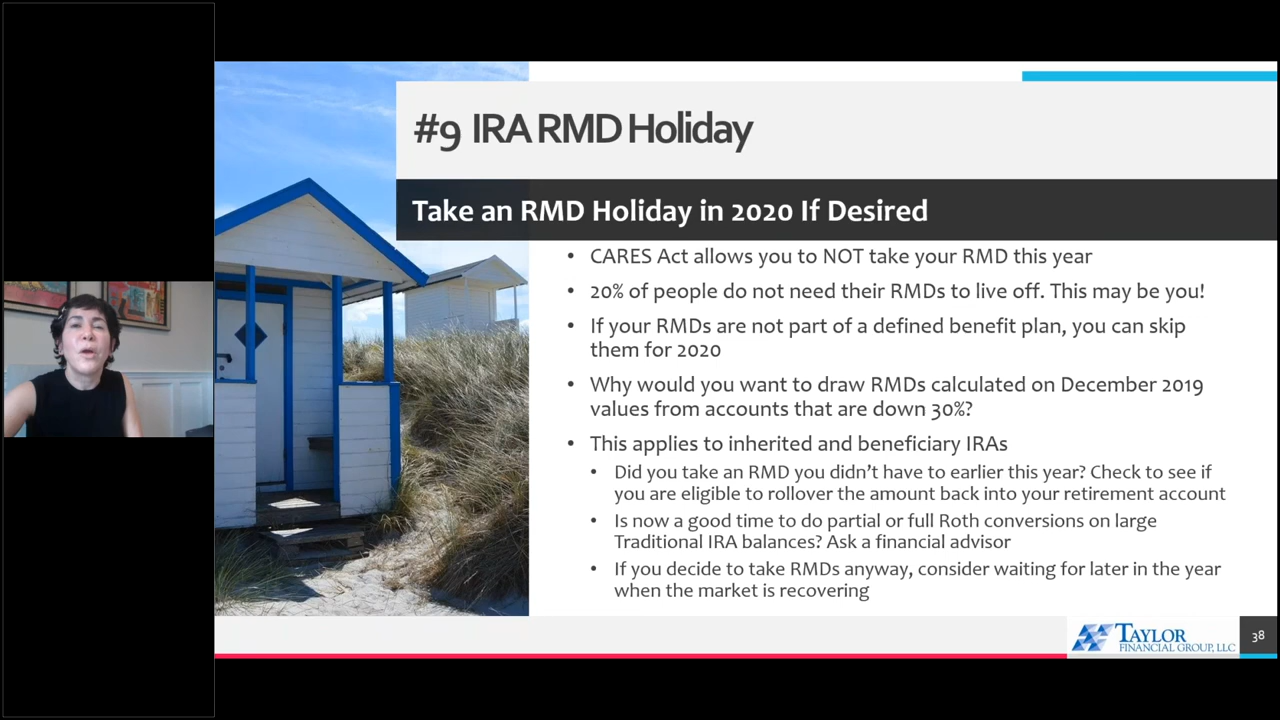 #9 IRA RMD Holiday
Take an RMD Holiday in 2020 If Desired
• CARES Act allows you to NOT take your RMD this year
• 20% of people do not need their RMDs to live off. This may be you!
• If your RMDs are not part of a defined benefit plan, you can skip
them for 2020
• Why would you want to draw RMDs calculated on December 2019
values from accounts that are down 30%?
• This applies to inherited and beneficiary IRAs
• Did you take an RMD you didn't have to earlier this year? Check to see if
you are eligible to rollover the amount back into your retirement account
• Is now a good time to do partial or full Roth conversions on large
Traditional IRA balances? Ask a financial advisor
• If you decide to take RMDs anyway, consider waiting for later in the year
when the market is recovering
TAYLOR
FINANCIAL GROUP, LLC
38